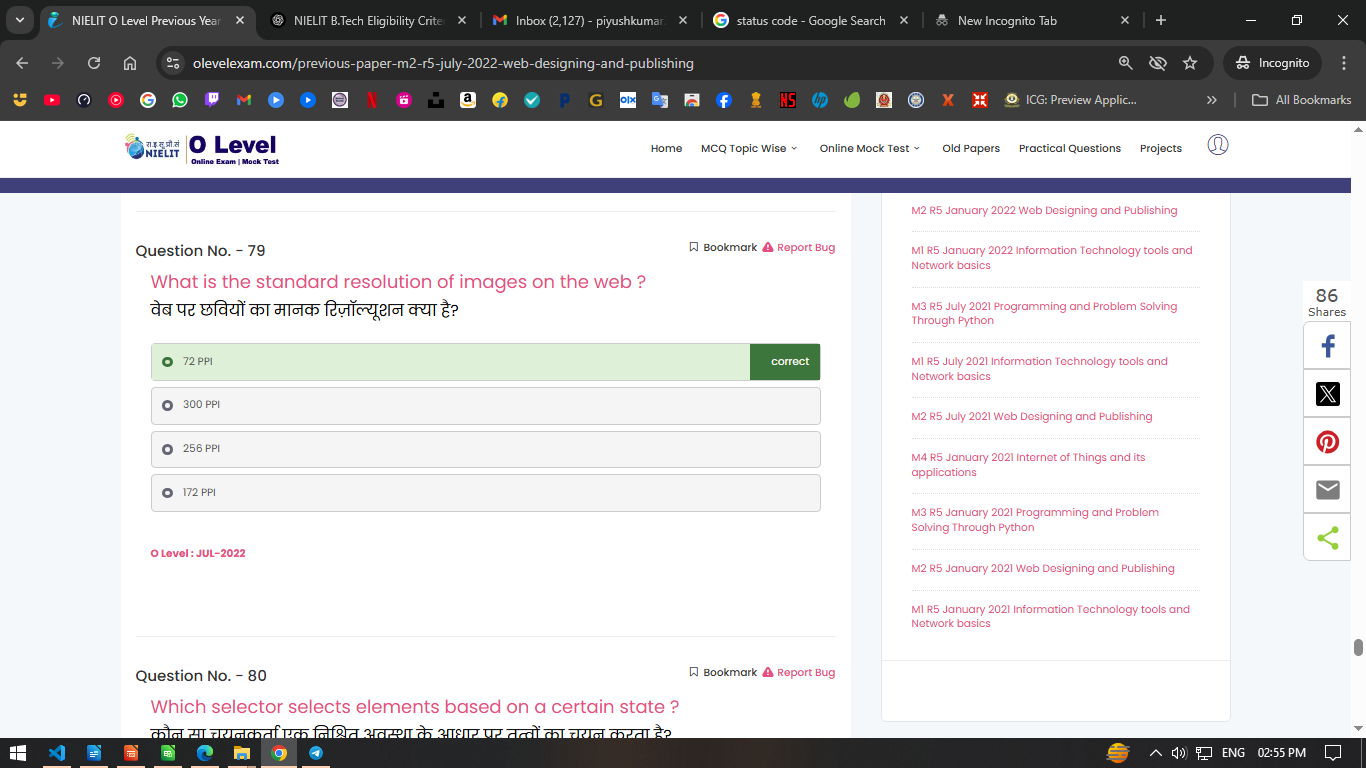 NIELIT O Level Previous Year
NIELIT B.Tech Eligibility Criter
Inbox (2,127) - piyushkumar
status code - Google Search
New Incognito Tab
olevelexam.com/previous-paper-m2-r5-july-2022-web-designing-and-publishing
Incognito
ICG: Preview Applic...
All Bookmarks
रा.इ.सू.प्रौ.सं
NIELIT
O Level
Online Exam | Mock Test
Home
MCQ Topic Wise
Online Mock Test
Old Papers
Practical Questions
Projects
Question No. - 79
Bookmark
Report Bug
What is the standard resolution of images on the web ?
वेब पर छवियों का मानक रिज़ॉल्यूशन क्या है?
72 PPI
correct
300 PPI
256 PPI
172 PPI
O Level : JUL-2022
Question No. - 80
Bookmark
Report Bug
Which selector selects elements based on a certain state ?
कौन सा चयनकर्ता एक निश्चित अवस्था के आधार पर तत्वों का चयन करता है?
M2 R5 January 2022 Web Designing and Publishing
M1 R5 January 2022 Information Technology tools and
Network basics
M3 R5 July 2021 Programming and Problem Solving
Through Python
M1 R5 July 2021 Information Technology tools and
Network basics
M2 R5 July 2021 Web Designing and Publishing
M4 R5 January 2021 Internet of Things and its
applications
M3 R5 January 2021 Programming and Problem
Solving Through Python
M2 R5 January 2021 Web Designing and Publishing
M1 R5 January 2021 Information Technology tools and
Network basics
86
Shares
ENG
02:55 PM